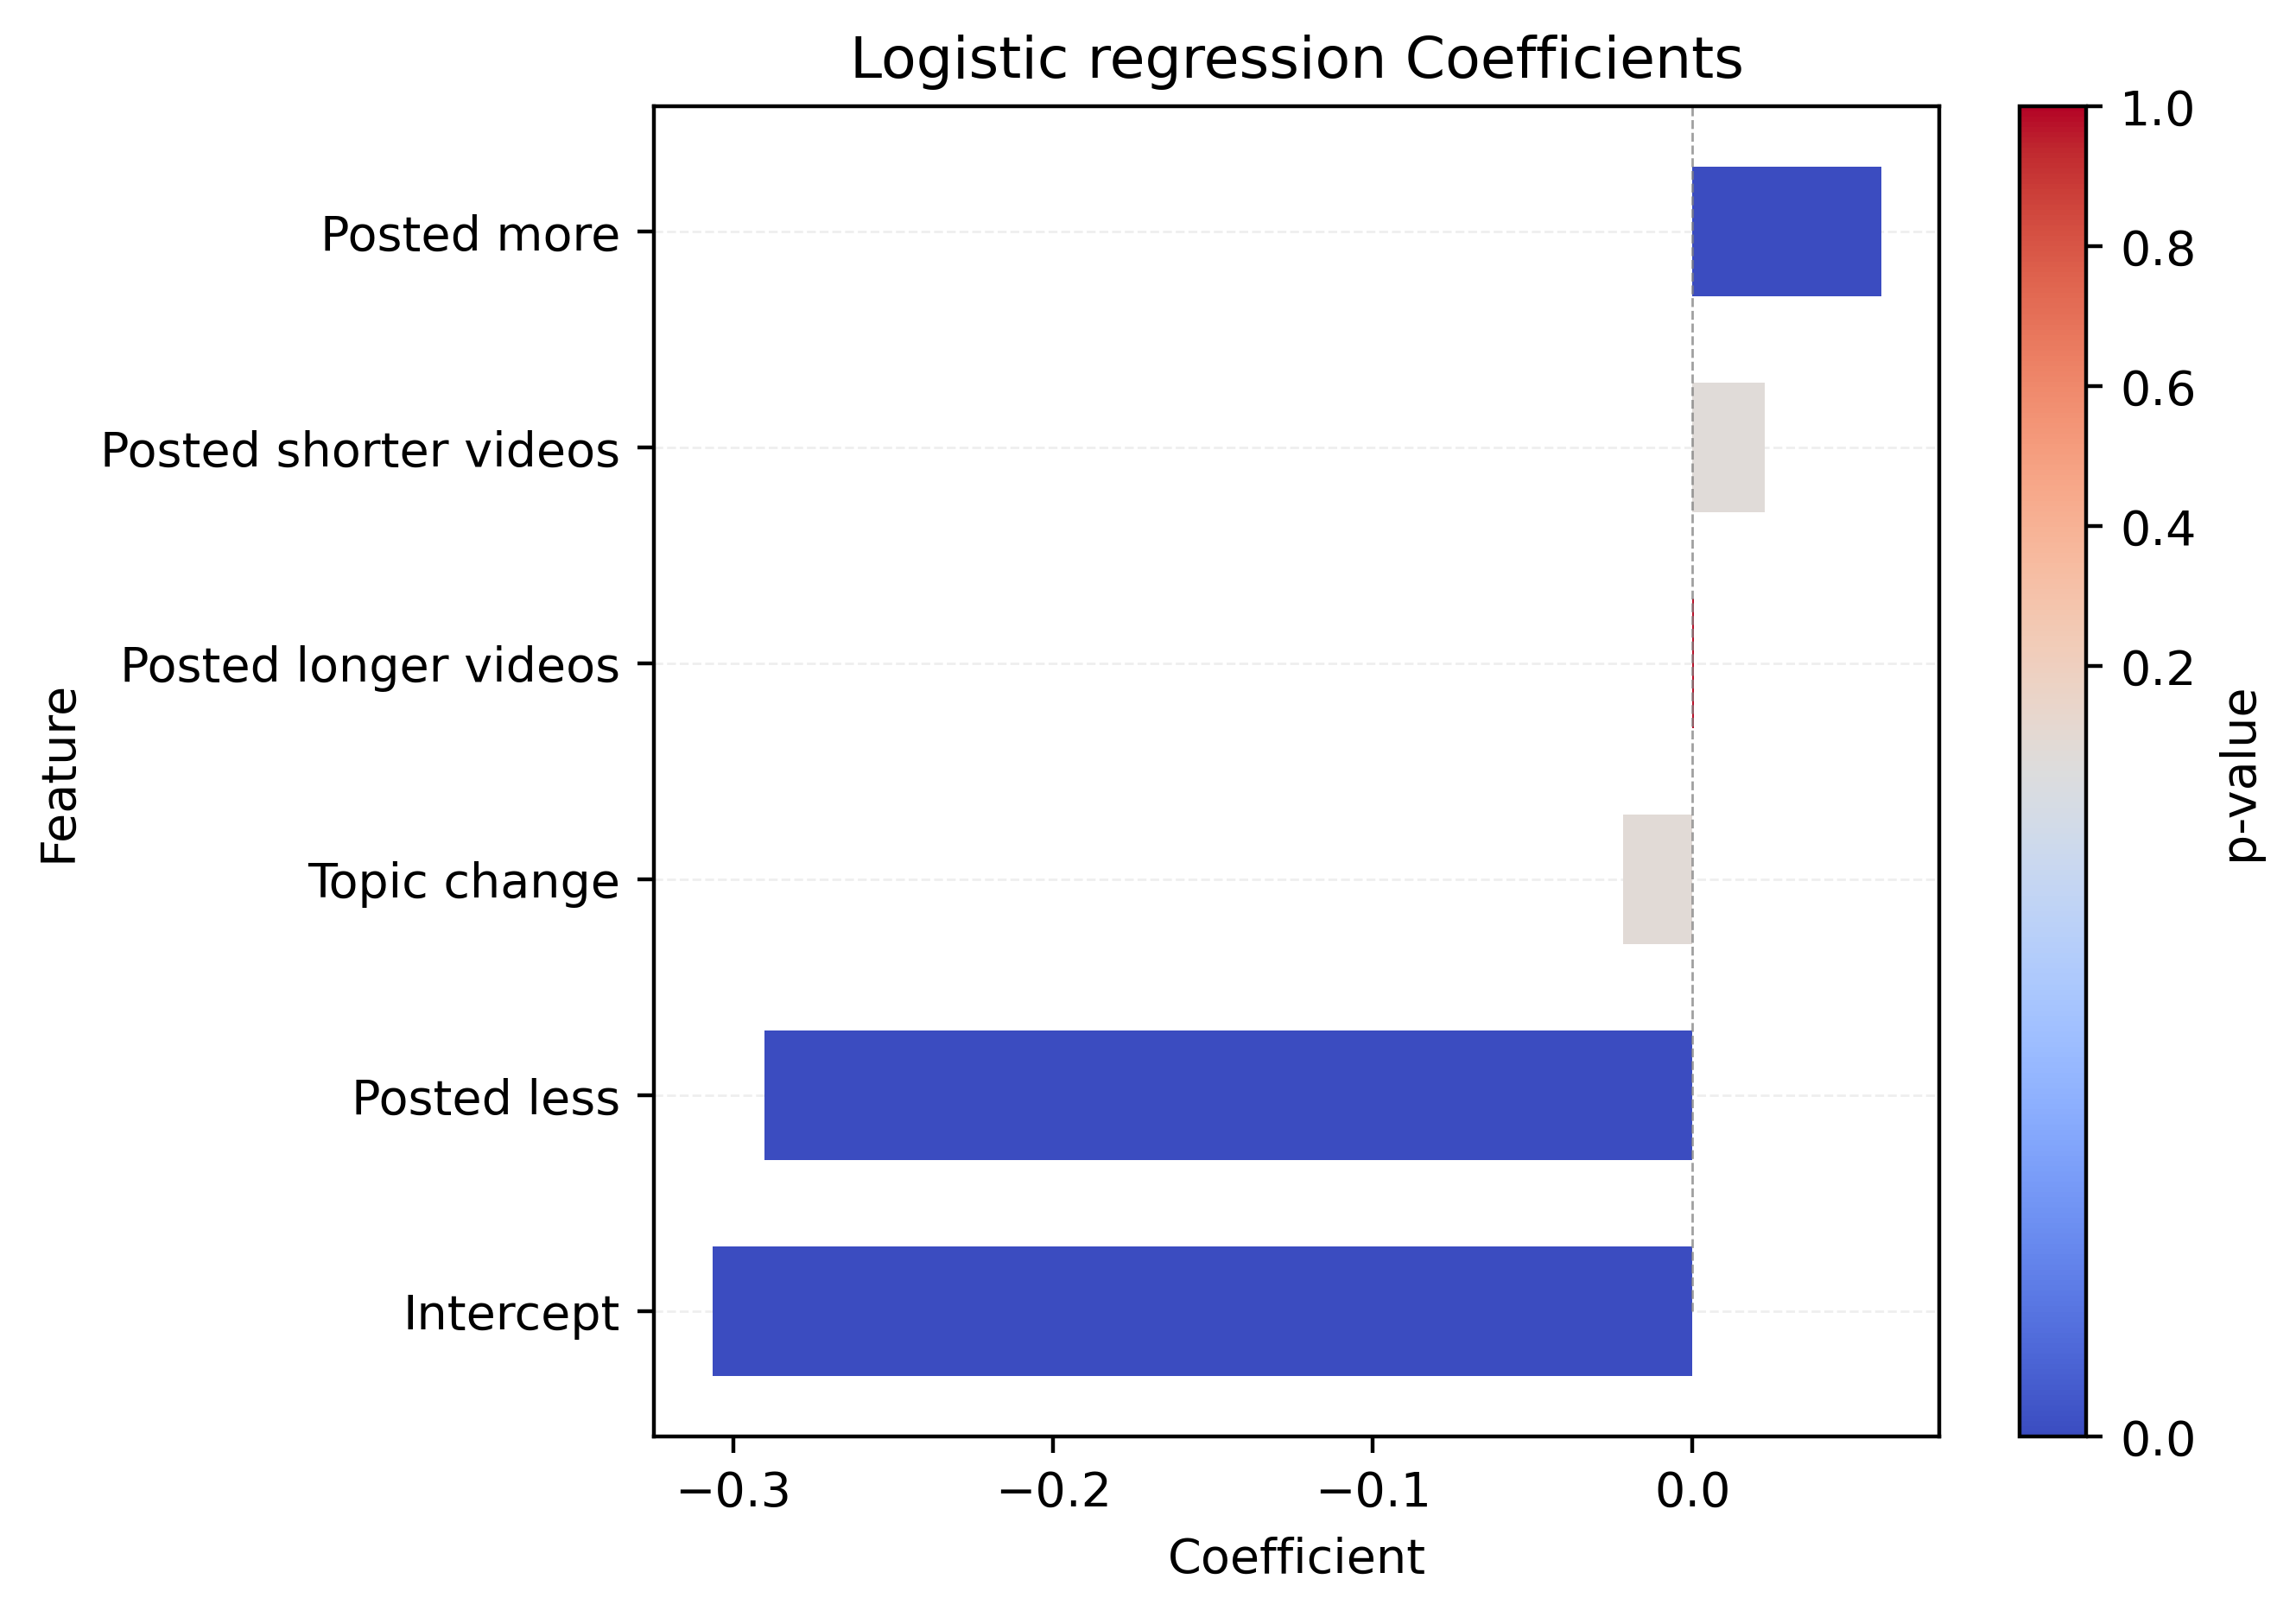 Logistic regression Coefficients
Feature
Posted more
Posted shorter videos
Posted longer videos
Topic change
Posted less
Intercept
−0.3 −0.2 −0.1 0.0
Coefficient
1.0
0.8
0.6
0.4
0.2
0.0
p-value